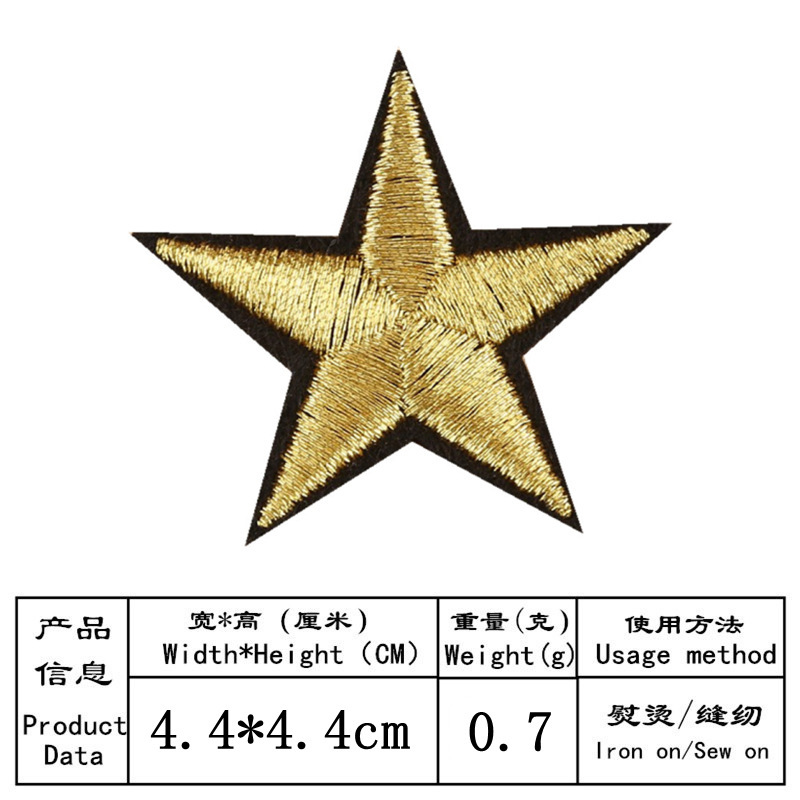 产品
信息
Product
Data
宽*高 (厘米)
Width*Height (CM)
重量(克)
Weight(g)
使用方法
Usage method
4.4*4.4cm
0.7
熨烫/缝纫
Iron on/Sew on